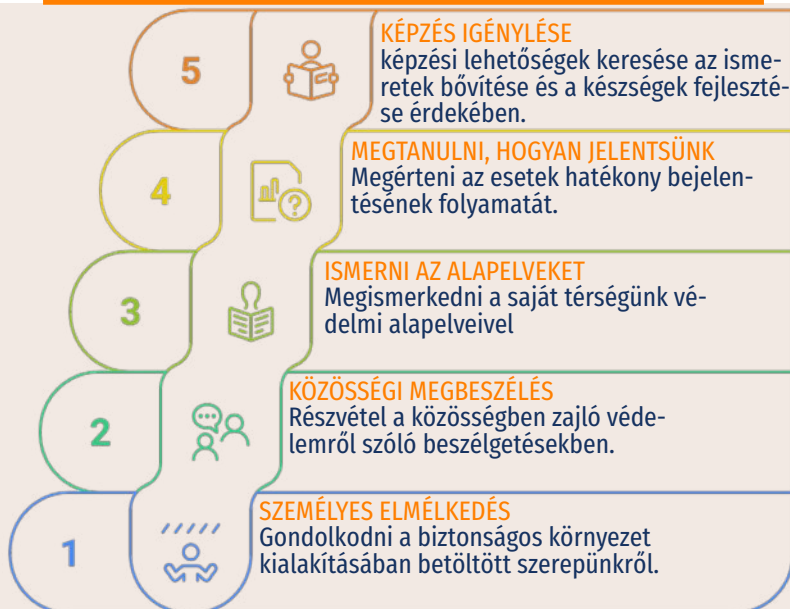 5
KÉPZÉS IGÉNYLÉSE
képzési lehetőségek keresése az isme-
retek bővítése és a készségek fejleszté-
se érdekében.
4
MEGTANULNI, HOGYAN JELENTSÜNK
Megérteni az esetek hatékony bejelen-
tésének folyamatát.
3
ISMERNI AZ ALAPELVEKET
Megismerkedni a saját térségünk vé-
delmi alapelveivel
2
KÖZÖSSÉGI MEGBESZÉLÉS
Részvétel a közösségben zajló véde-
lemről szóló beszélgetésekben.
1
SZEMÉLYES ELMÉLKEDÉS
Gondolkodni a biztonságos környezet
kialakításában betöltött szerepünkről.